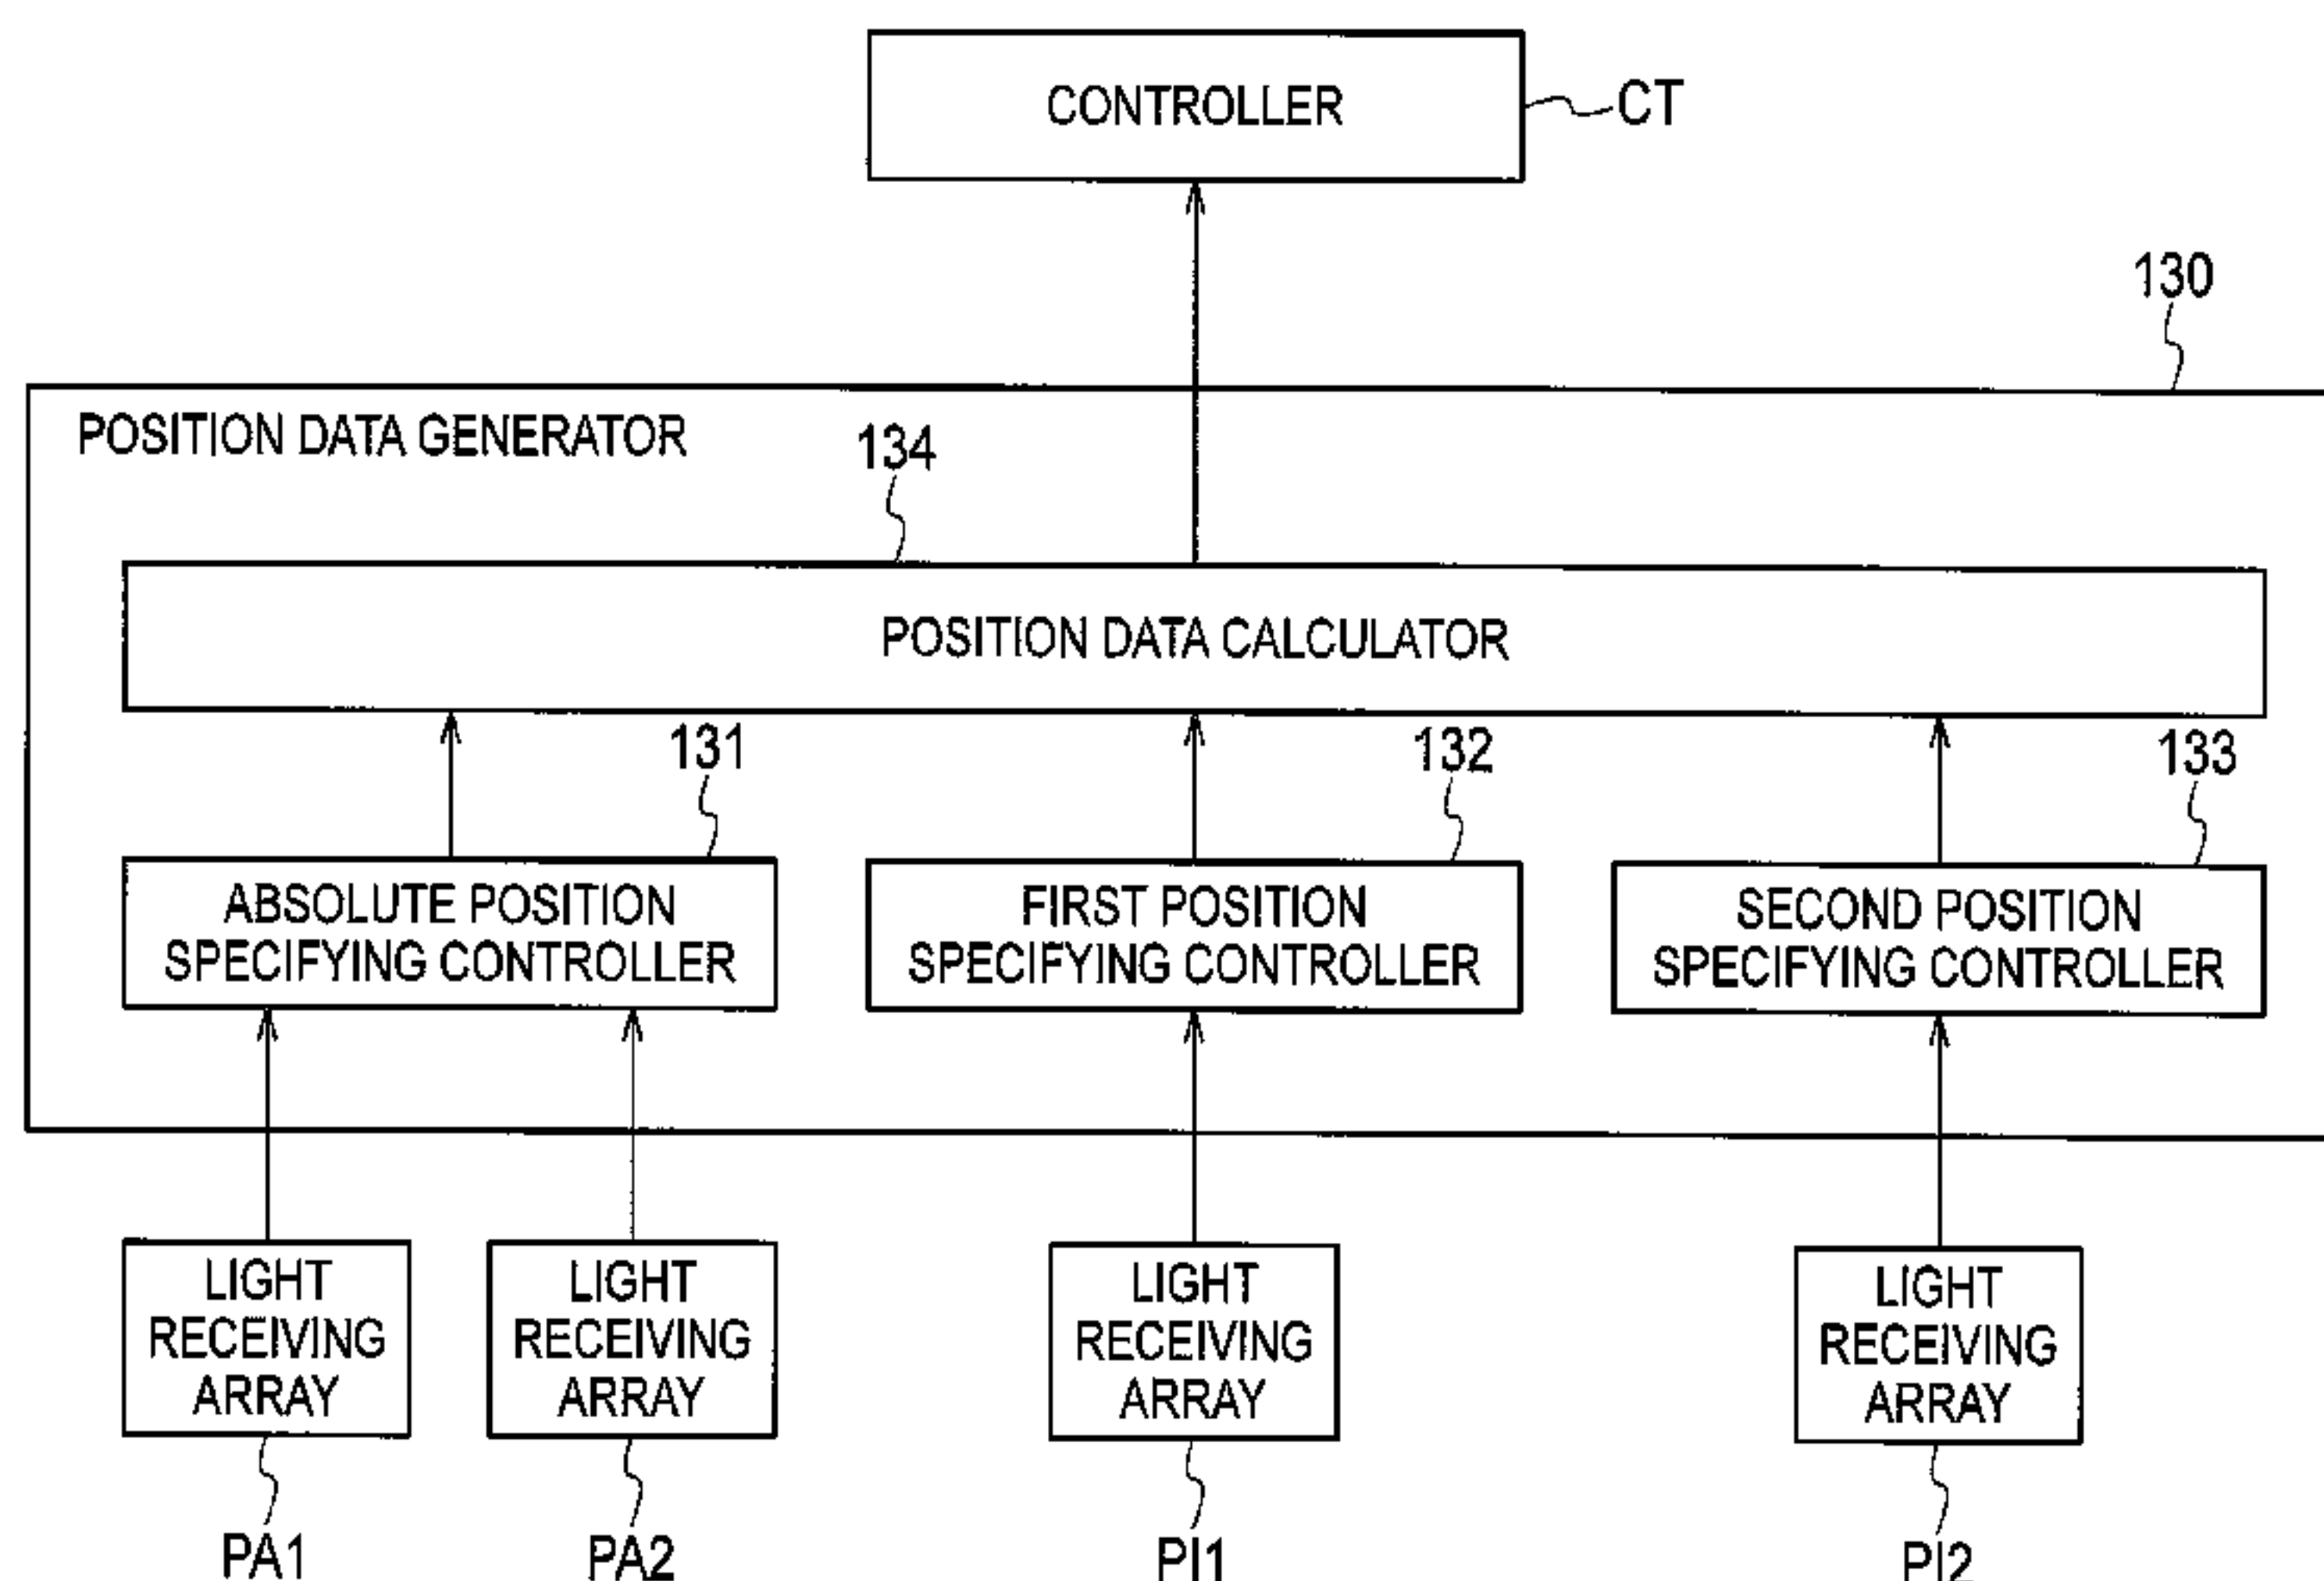 CONTROLLER
CT
130
POSITION DATA GENERATOR
134
POSITION DATA CALCULATOR
131
132
133
ABSOLUTE POSITION
SPECIFYING CONTROLLER
FIRST POSITION
SPECIFYING CONTROLLER
SECOND POSITION
SPECIFYING CONTROLLER
LIGHT
RECEIVING
ARRAY
LIGHT
RECEIVING
ARRAY
LIGHT
RECEIVING
ARRAY
LIGHT
RECEIVING
ARRAY
PA1
PA2
PI1
PI2